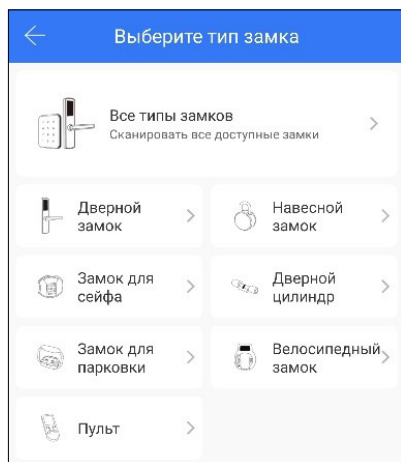 Выберите тип замка
Все типы замков
Сканировать все доступные замки
Дверной
замок
Навесной
замок
Замок для
сейфа
Дверной
цилиндр
Замок для
парковки
Велосипедный
замок
Пульт